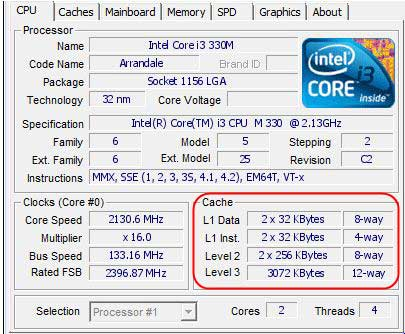 CPU Caches Mainboard Memory SPD Graphics About
Processor
Name Intel Core i3 330M
Code Name Arrandale Brand ID
Package Socket 1156 LGA
Technology 32 nm Core Voltage
intel i3
CORE inside™
Specification Intel(R) Core(TM) i3 CPU M 330 @ 2.13GHz
Family 6 Model 5 Stepping 2
Ext. Family 6 Ext. Model 25 Revision C2
Instructions MMX, SSE (1, 2, 3, 3S, 4.1, 4.2), EM64T, VT-x
Clocks (Core #0) Cache
Core Speed 2130.6 MHz L1 Data 2 x 32 KBytes 8-way
Multiplier x 16.0 L1 Inst. 2 x 32 KBytes 4-way
Bus Speed 133.16 MHz Level 2 2 x 256 KBytes 8-way
Rated FSB 2396.87 MHz Level 3 3072 KBytes 12-way
Selection Processor #1 Cores 2 Threads 4